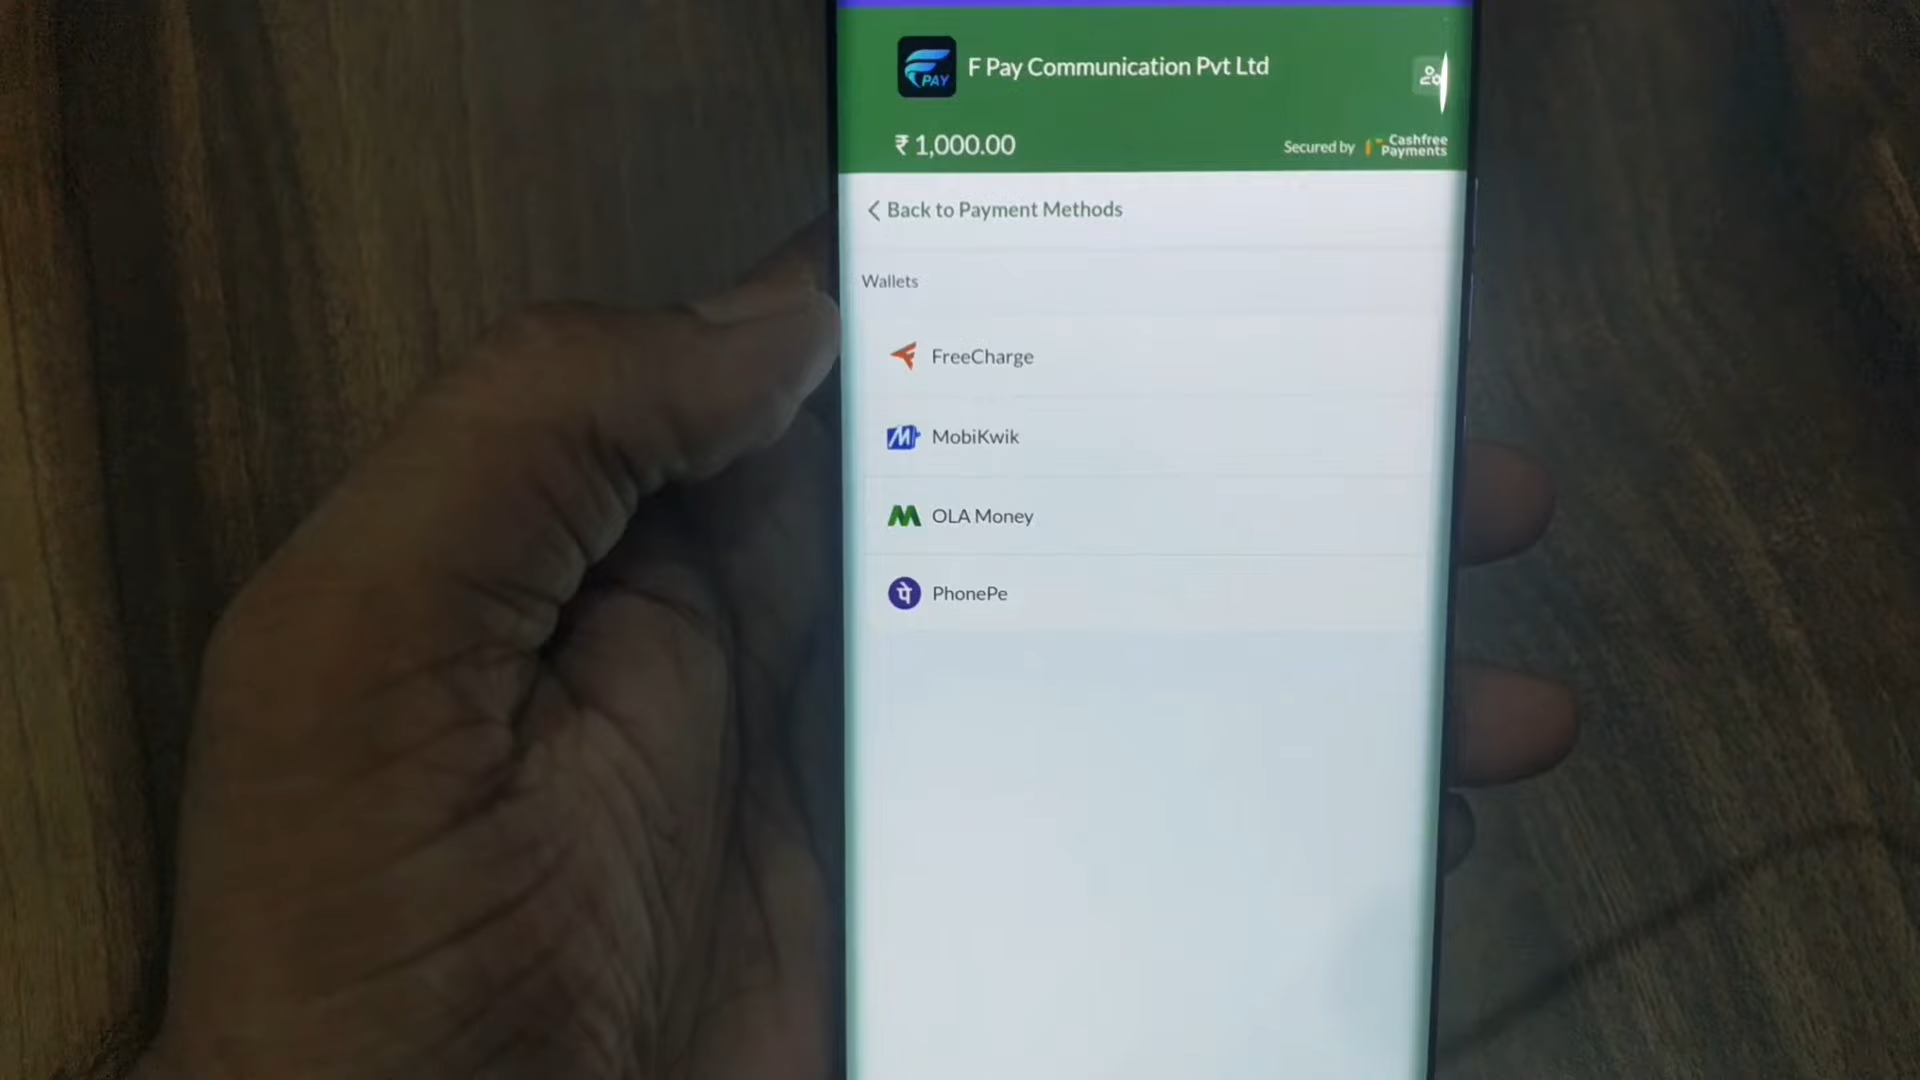 PAY
F Pay Communication Pvt Ltd
₹ 1,000.00
Secured by Cashfree Payments
Back to Payment Methods
Wallets
FreeCharge
MobiKwik
OLA Money
पे PhonePe